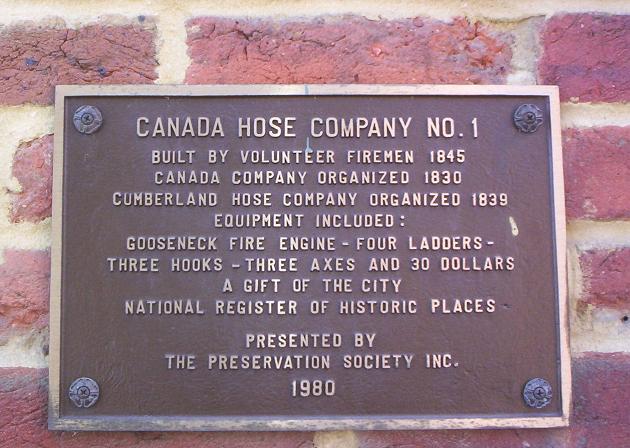 CANADA HOSE COMPANY NO. 1
BUILT BY VOLUNTEER FIREMEN 1845
CANADA COMPANY ORGANIZED 1830
CUMBERLAND HOSE COMPANY ORGANIZED 1839
EQUIPMENT INCLUDED:
GOOSENECK FIRE ENGINE - FOUR LADDERS -
THREE HOOKS - THREE AXES AND 30 DOLLARS
A GIFT OF THE CITY
NATIONAL REGISTER OF HISTORIC PLACES
PRESENTED BY
THE PRESERVATION SOCIETY INC.
1980